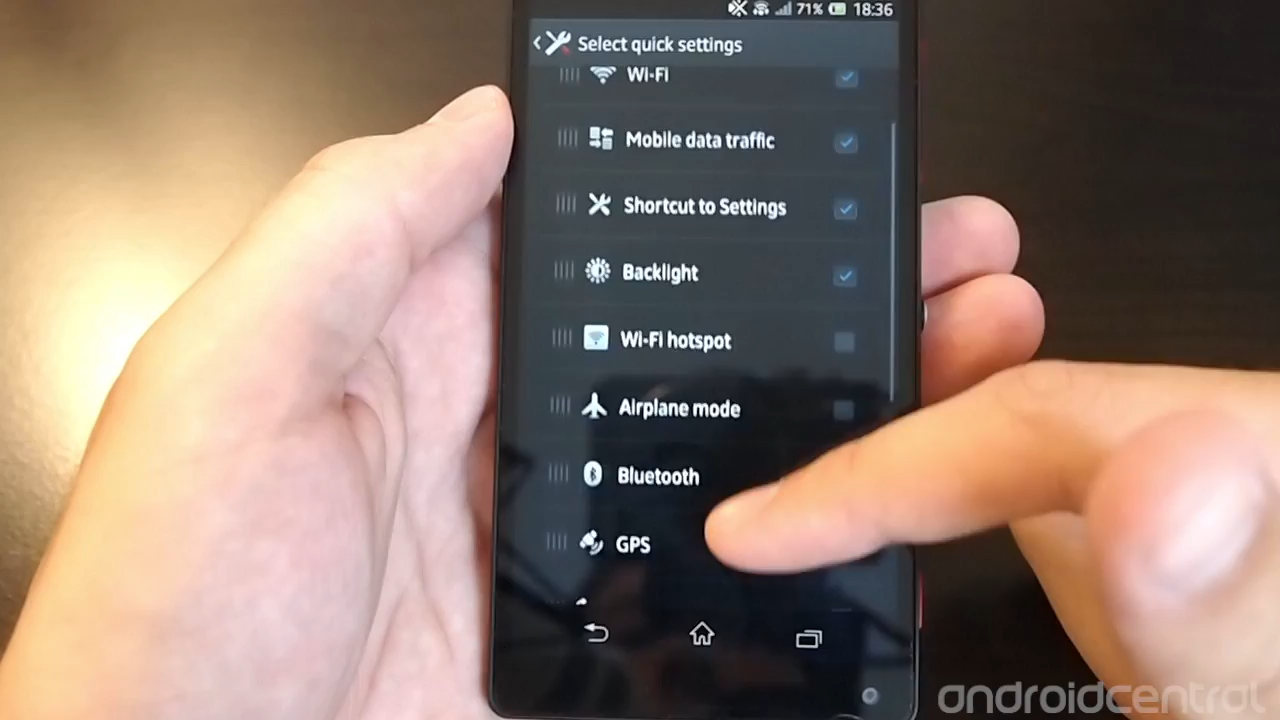 71% 18:36
Select quick settings
Wi-Fi
Mobile data traffic
Shortcut to Settings
Backlight
Wi-Fi hotspot
Airplane mode
Bluetooth
GPS
androidcentral